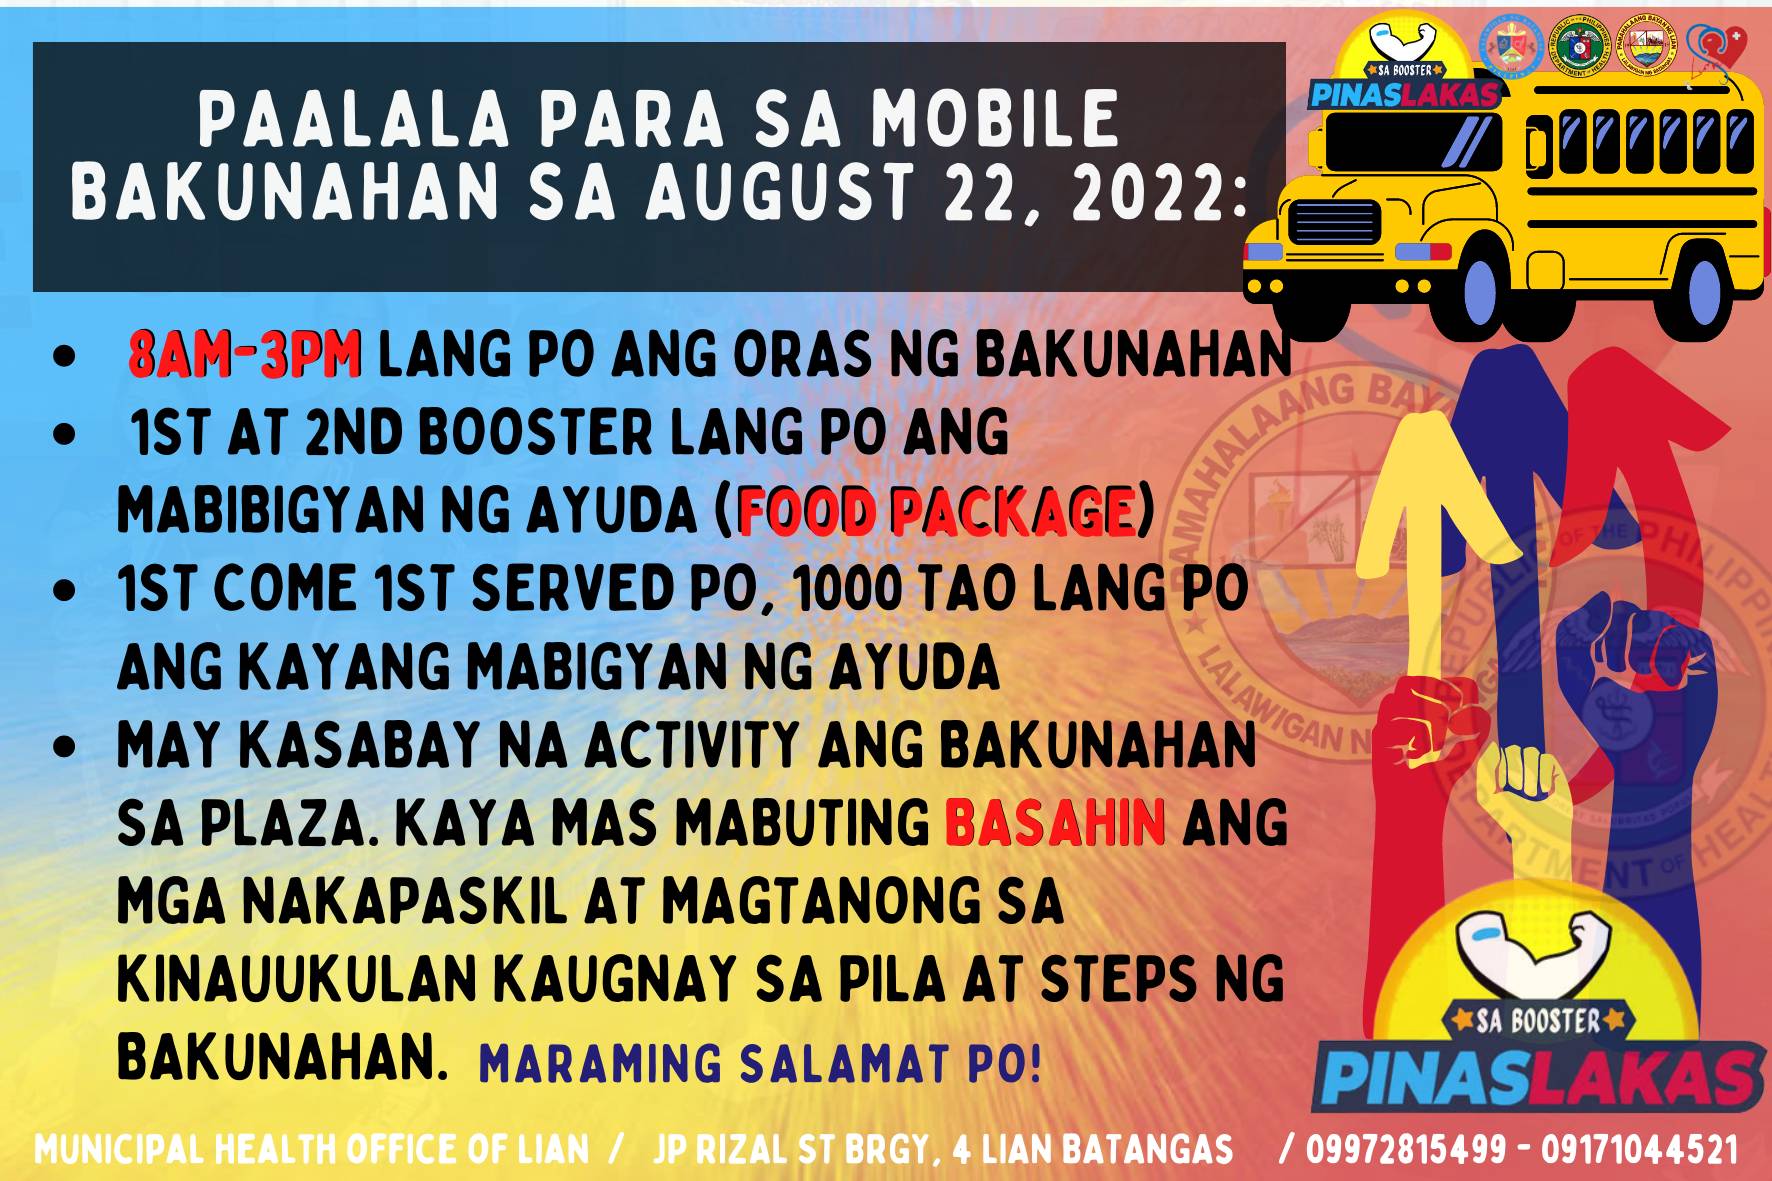 PAALALA PARA SA MOBILE
BAKUNAHAN SA AUGUST 22, 2022:
SA BOOSTER
PINASLAKAS
• 8AM-3PM LANG PO ANG ORAS NG BAKUNAHAN
• 1ST AT 2ND BOOSTER LANG PO ANG
MABIBIGYAN NG AYUDA (FOOD PACKAGE)
• 1ST COME 1ST SERVED PO, 1000 TAO LANG PO
ANG KAYANG MABIGYAN NG AYUDA
• MAY KASABAY NA ACTIVITY ANG BAKUNAHAN
SA PLAZA. KAYA MAS MABUTING BASAHIN ANG
MGA NAKAPASKIL AT MAGTANONG SA
KINAUUKULAN KAUGNAY SA PILA AT STEPS NG
BAKUNAHAN. MARAMING SALAMAT PO!
SA BOOSTER
PINASLAKAS
MUNICIPAL HEALTH OFFICE OF LIAN / JP RIZAL ST BRGY, 4 LIAN BATANGAS / 09972815499 - 09171044521